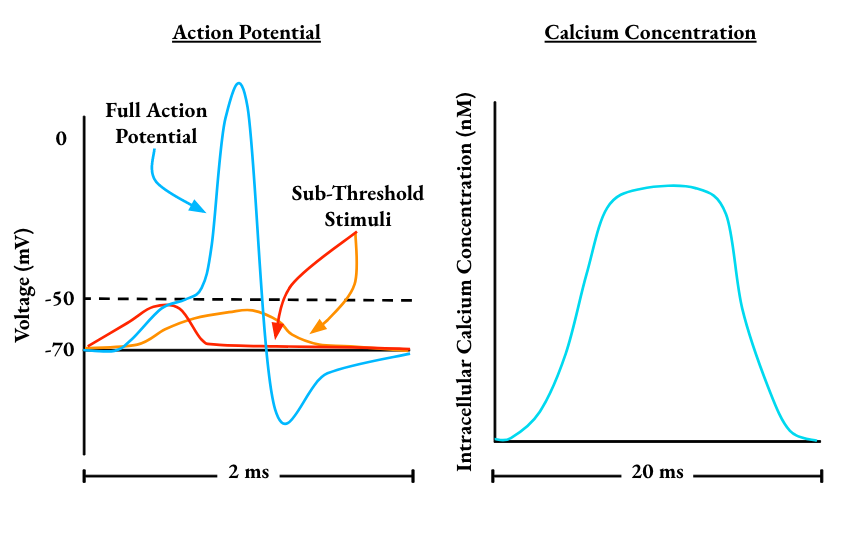 Action Potential
Calcium Concentration
Full Action
Potential
0
Sub-Threshold
Stimuli
Voltage (mV)
-50
-70
2 ms
Intracellular Calcium Concentration (nM)
20 ms